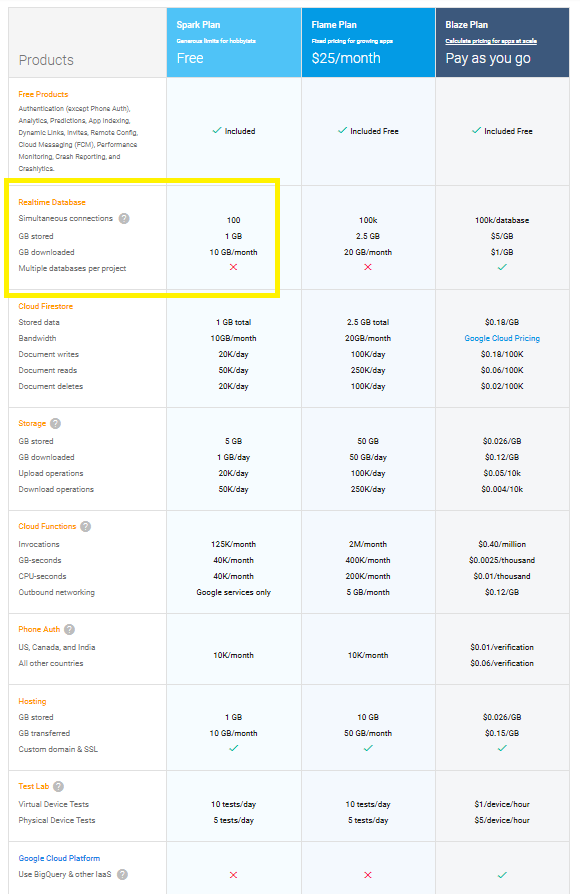 Products
Spark Plan
Generous limits for hobbyists
Free
Flame Plan
Fixed pricing for growing apps
$25/month
Blaze Plan
Calculate pricing for apps at scale
Pay as you go
Free Products
Authentication (except Phone Auth),
Analytics, Predictions, App Indexing,
Dynamic Links, Invites, Remote Config,
Cloud Messaging (FCM), Performance
Monitoring, Crash Reporting, and
Crashlytics.
Included Included Free Included Free
Realtime Database
Simultaneous connections ? 100 100k 100k/database
GB stored 1 GB 2.5 GB $5/GB
GB downloaded 10 GB/month 20 GB/month $1/GB
Multiple databases per project
Cloud Firestore
Stored data 1 GB total 2.5 GB total $0.18/GB
Bandwidth 10GB/month 20GB/month Google Cloud Pricing
Document writes 20K/day 100K/day $0.18/100K
Document reads 50K/day 250K/day $0.06/100K
Document deletes 20K/day 100K/day $0.02/100K
Storage ?
GB stored 5 GB 50 GB $0.026/GB
GB downloaded 1 GB/day 50 GB/day $0.12/GB
Upload operations 20K/day 100K/day $0.05/10k
Download operations 50K/day 250K/day $0.004/10k
Cloud Functions ?
Invocations 125K/month 2M/month $0.40/million
GB-seconds 40K/month 400K/month $0.0025/thousand
CPU-seconds 40K/month 200K/month $0.01/thousand
Outbound networking Google services only 5 GB/month $0.12/GB
Phone Auth ?
US, Canada, and India $0.01/verification
10K/month 10K/month
All other countries $0.06/verification
Hosting
GB stored 1 GB 10 GB $0.026/GB
GB transferred 10 GB/month 50 GB/month $0.15/GB
Custom domain & SSL
Test Lab ?
Virtual Device Tests 10 tests/day 10 tests/day $1/device/hour
Physical Device Tests 5 tests/day 5 tests/day $5/device/hour
Google Cloud Platform
Use BigQuery & other IaaS ?